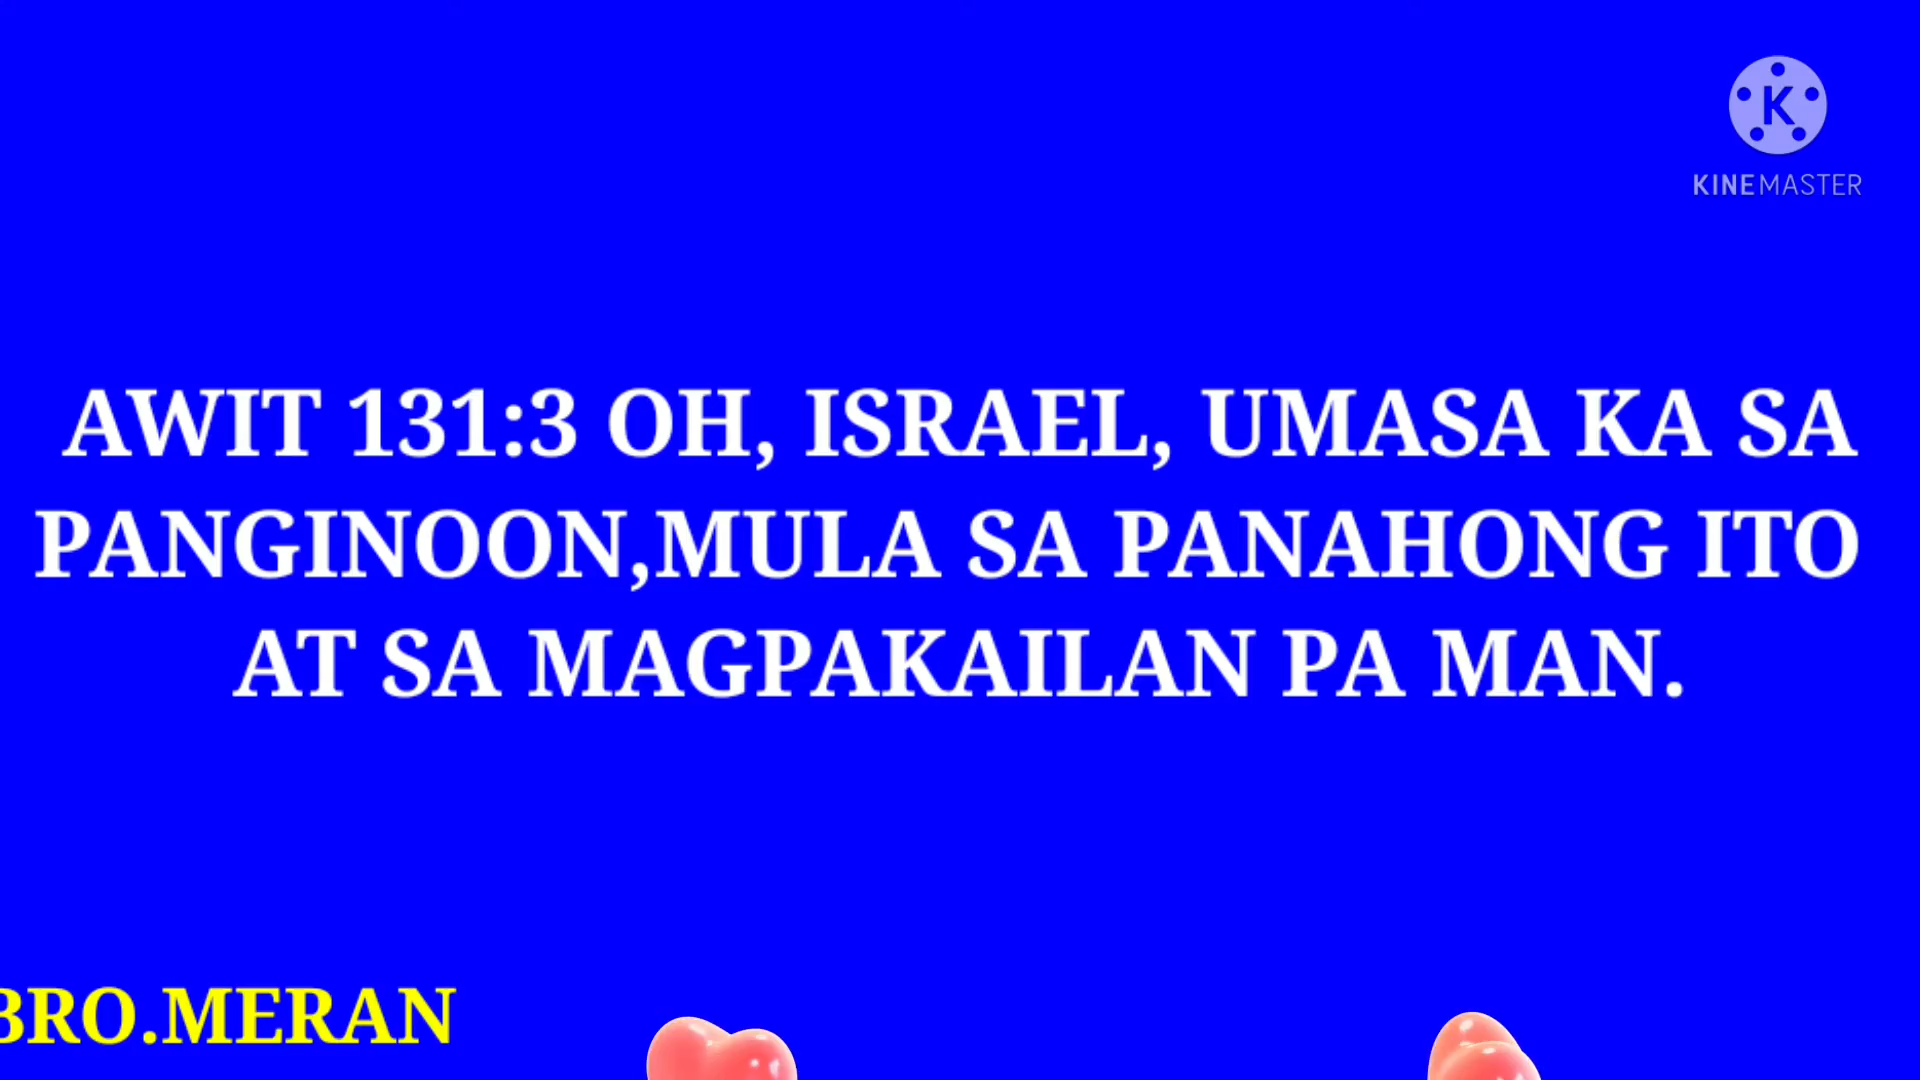 K
KINEMASTER
AWIT 131:3 OH, ISRAEL, UMASA KA SA
PANGINOON,MULA SA PANAHONG ITO
AT SA MAGPAKAILAN PA MAN.
BRO.MERAN